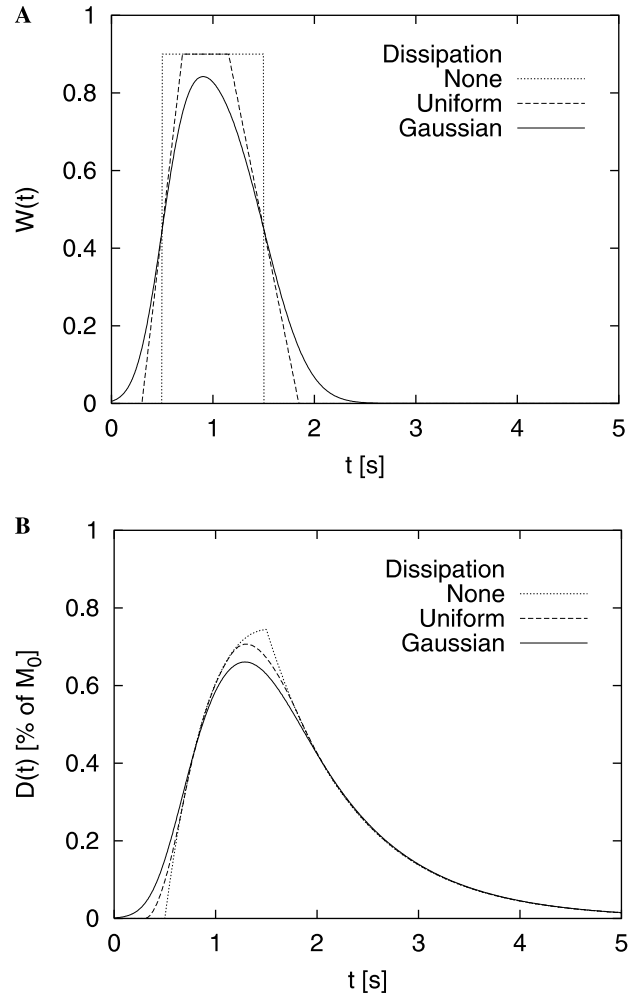 A
1
Dissipation
None
0.8
Uniform
Gaussian
0.6
W(t)
0.4
0.2
0
0 1 2 3 4 5
t [s]
B
1
Dissipation
None
0.8
Uniform
Gaussian
0.6
D(t) [% of M0]
0.4
0.2
0
0 1 2 3 4 5
t [s]